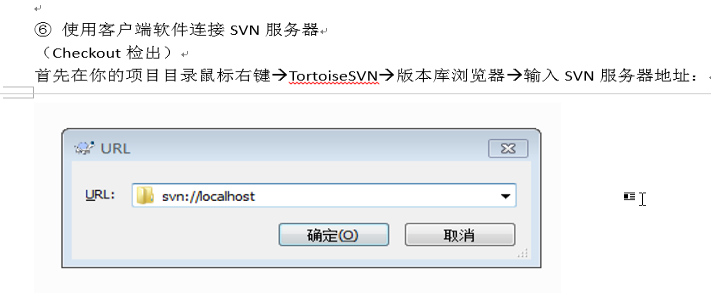 ⑥ 使用客户端软件连接 SVN 服务器
（Checkout 检出）
首先在你的项目目录鼠标右键→TortoiseSVN→版本库浏览器→输入 SVN 服务器地址：
URL
URL: svn://localhost
确定(O) 取消